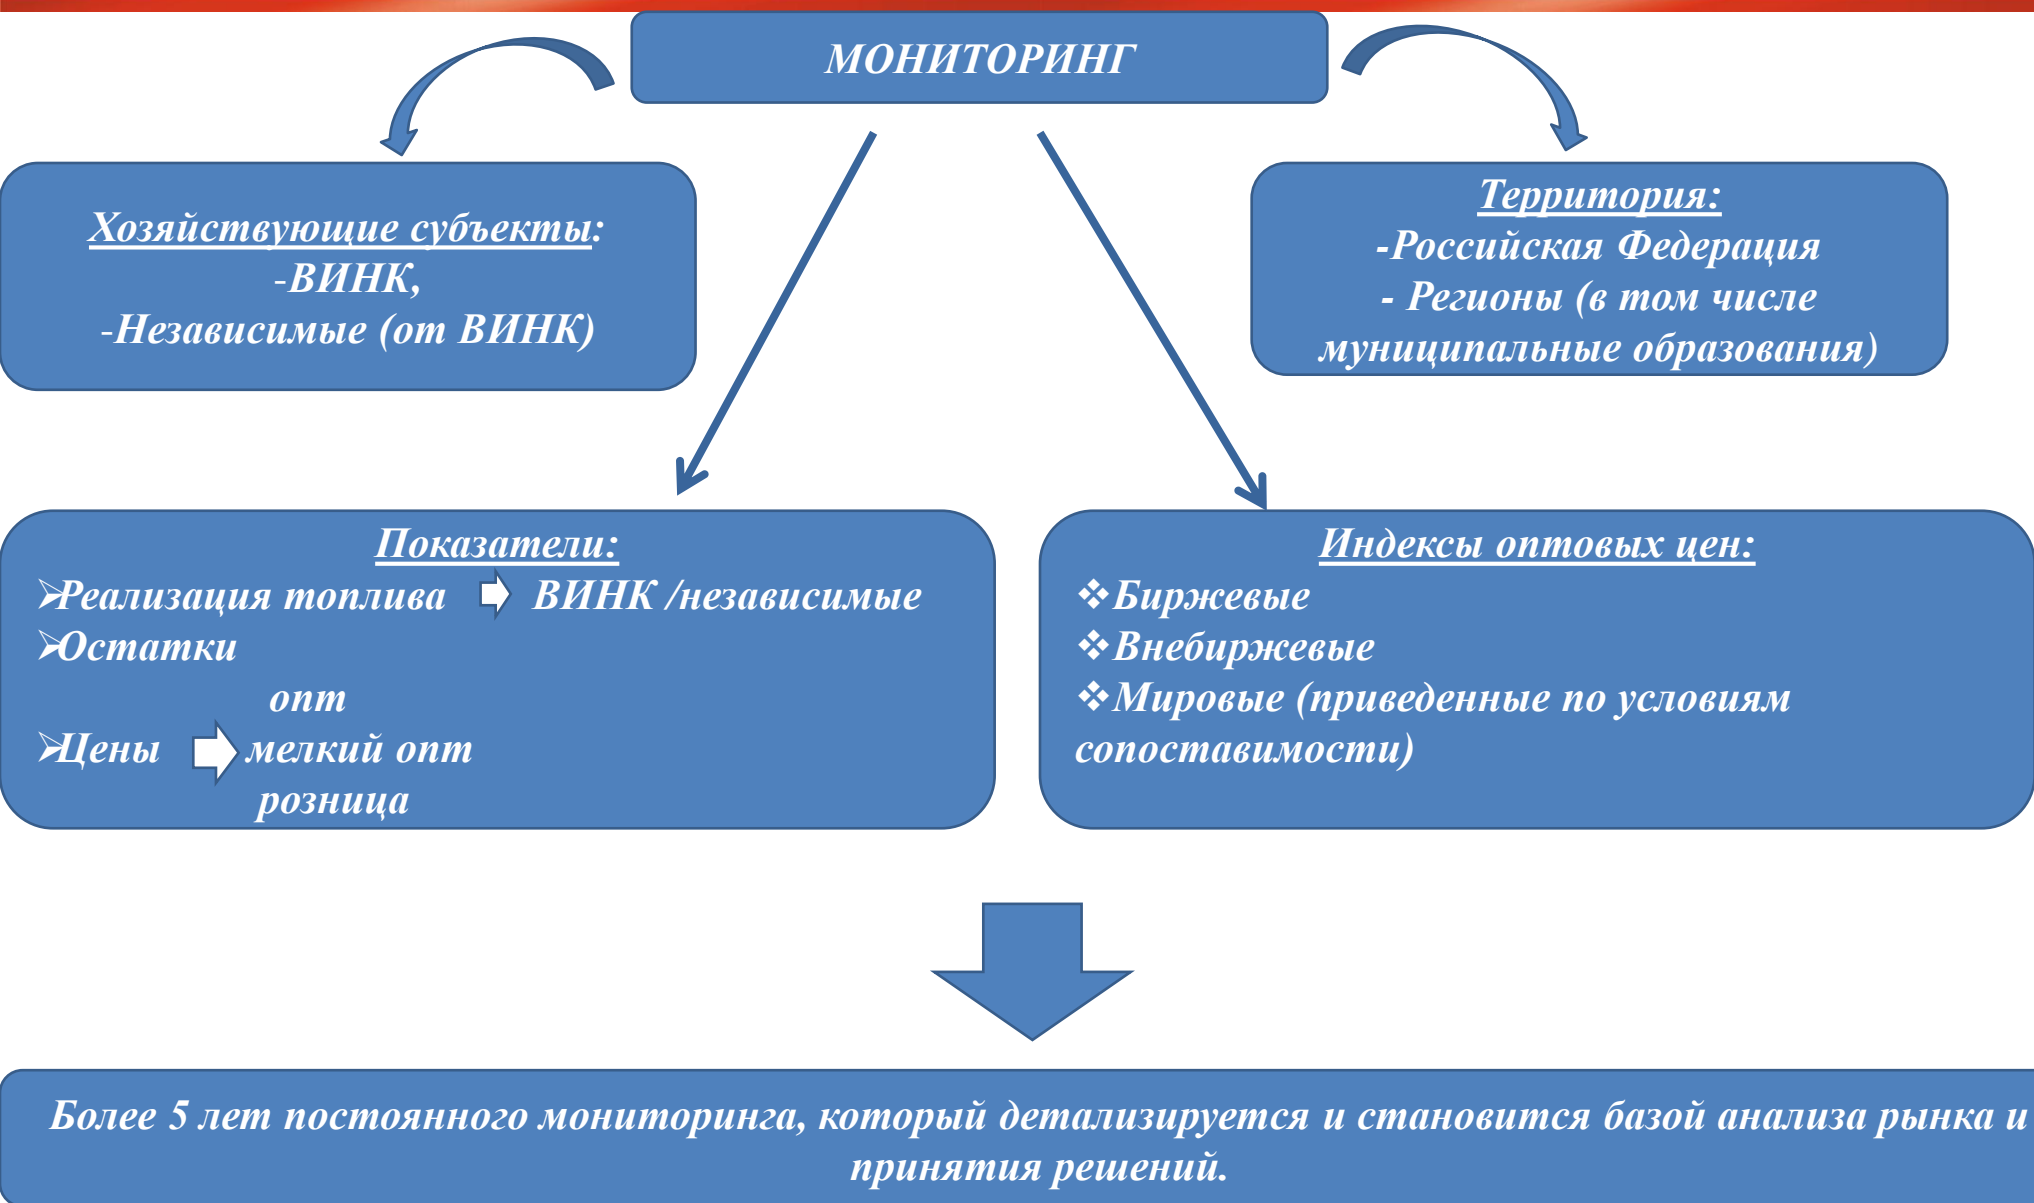 МОНИТОРИНГ
Хозяйствующие субъекты:
-ВИНК,
-Независимые (от ВИНК)
Территория:
-Российская Федерация
- Регионы (в том числе
муниципальные образования)
Показатели:
➢Реализация топлива ВИНК /независимые
➢Остатки
опт
➢Цены мелкий опт
розница
Индексы оптовых цен:
❖Биржевые
❖Внебиржевые
❖Мировые (приведенные по условиям
сопоставимости)
Более 5 лет постоянного мониторинга, который детализируется и становится базой анализа рынка и
принятия решений.